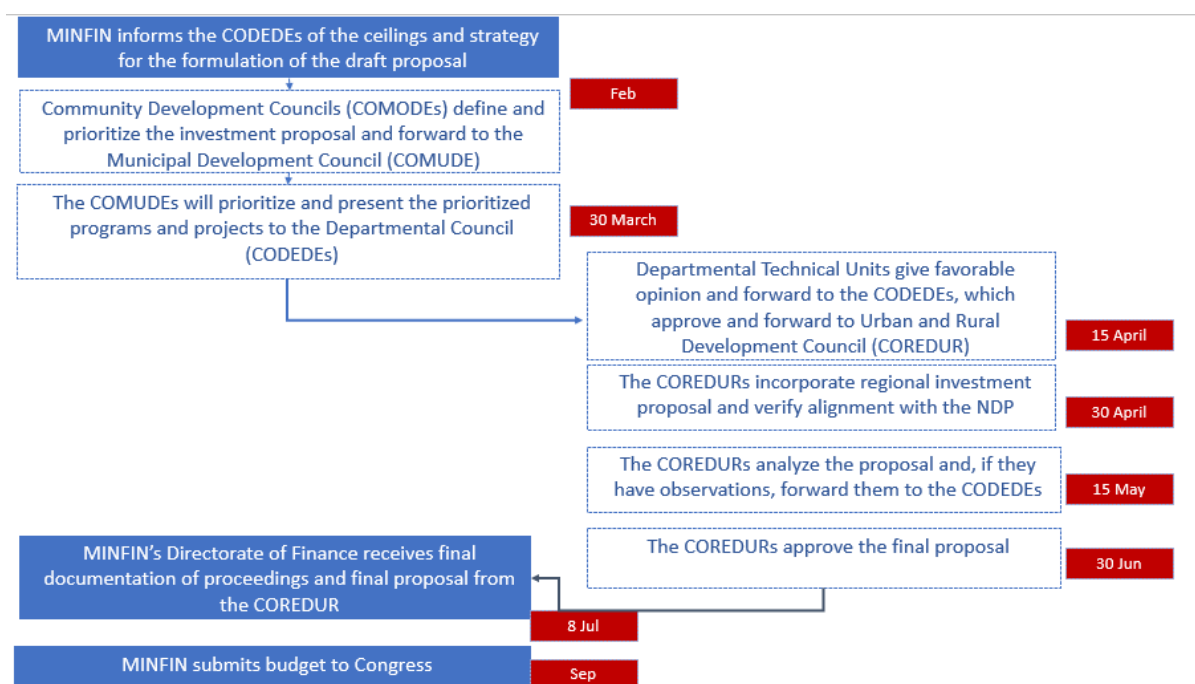 MINFIN informs the CODEDEs of the ceilings and strategy
for the formulation of the draft proposal
Feb
Community Development Councils (COMODEs) define and
prioritize the investment proposal and forward to the
Municipal Development Council (COMUDE)
The COMUDEs will prioritize and present the prioritized
programs and projects to the Departmental Council
(CODEDEs)
30 March
Departmental Technical Units give favorable
opinion and forward to the CODEDEs, which
approve and forward to Urban and Rural
Development Council (COREDUR)
15 April
The COREDURs incorporate regional investment
proposal and verify alignment with the NDP
30 April
The COREDURs analyze the proposal and, if they
have observations, forward them to the CODEDEs
15 May
The COREDURs approve the final proposal
30 Jun
MINFIN's Directorate of Finance receives final
documentation of proceedings and final proposal from
the COREDUR
8 Jul
MINFIN submits budget to Congress
Sep